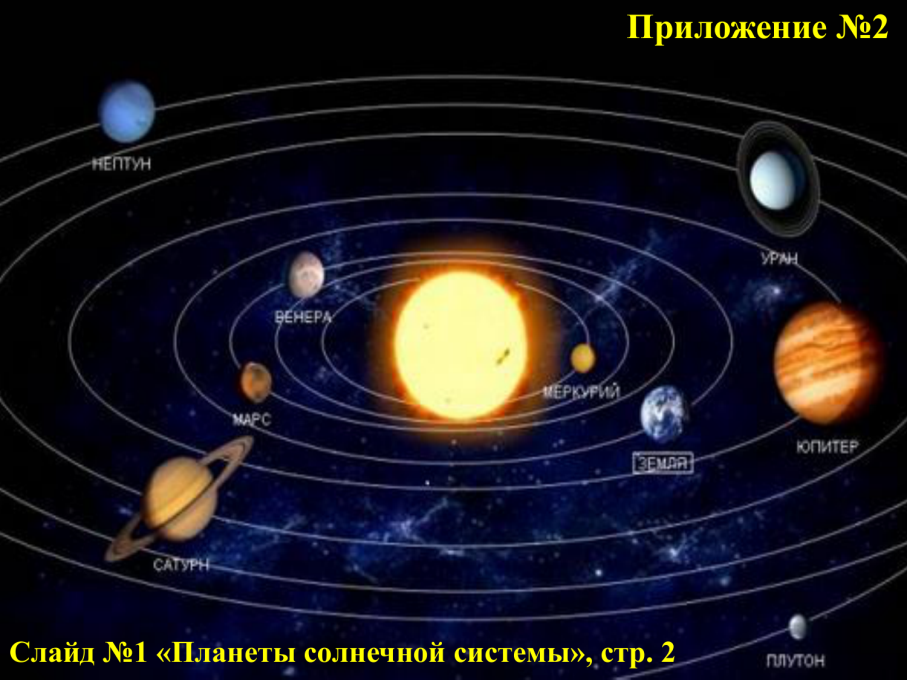 Приложение №2
НЕПТУН
УРАН
ВЕНЕРА
МЕРКУРИЙ
МАРС
ЮПИТЕР
ЗЕМЛЯ
САТУРН
Слайд №1 «Планеты солнечной системы», стр. 2
ПЛУТОН